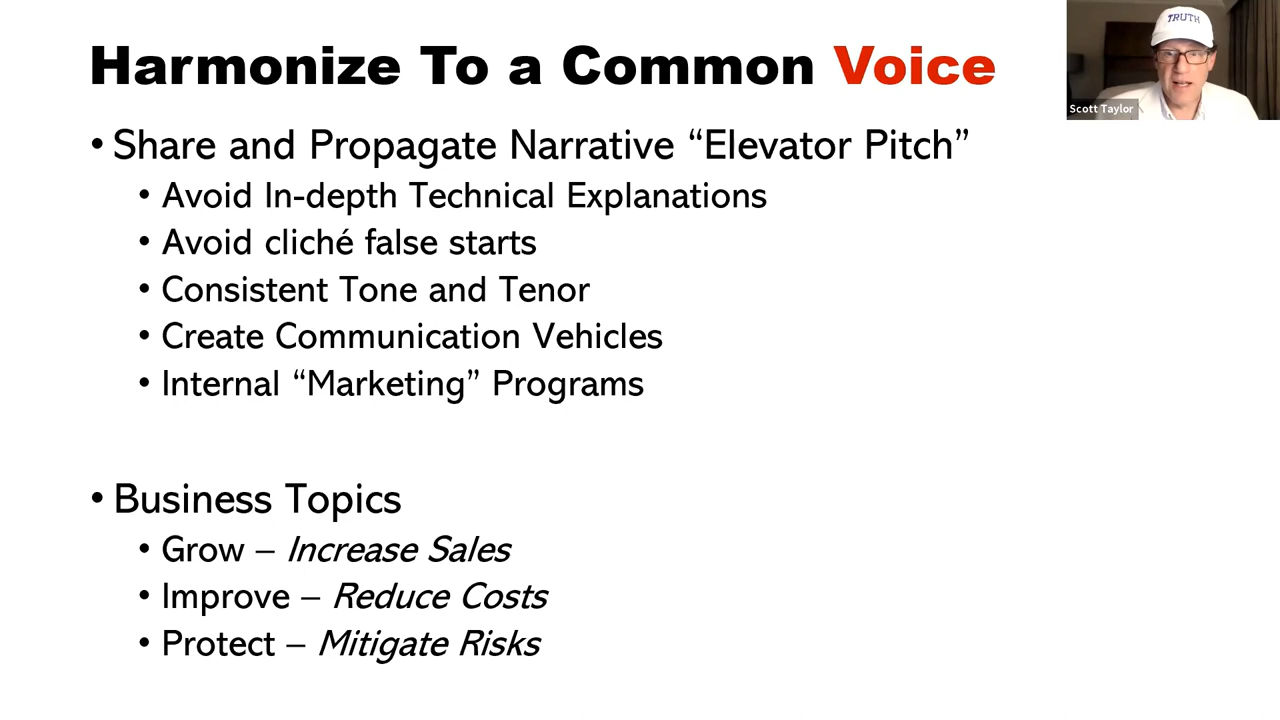 Harmonize To a Common Voice
TRUTH
Scott Taylor
• Share and Propagate Narrative “Elevator Pitch”
• Avoid In-depth Technical Explanations
• Avoid cliché false starts
• Consistent Tone and Tenor
• Create Communication Vehicles
• Internal “Marketing” Programs
• Business Topics
• Grow – Increase Sales
• Improve – Reduce Costs
• Protect – Mitigate Risks